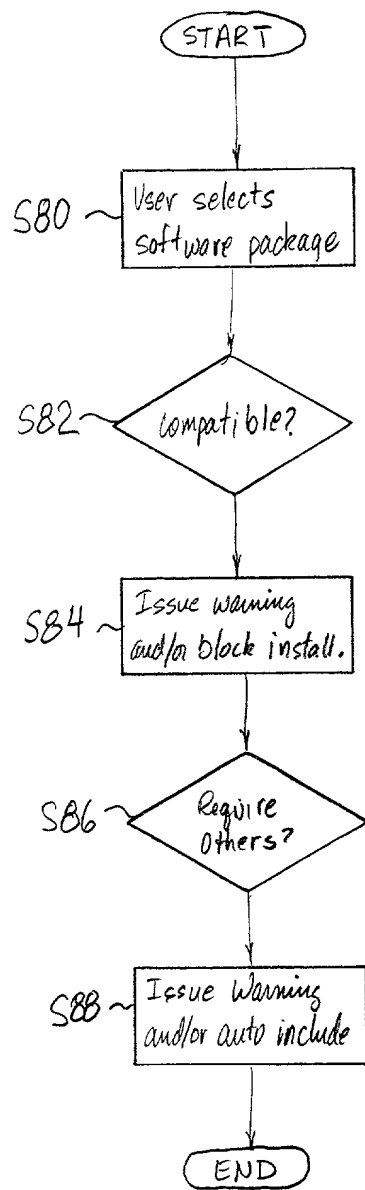 START
S80
User selects
software package
S82
Compatible?
S84
Issue warning
and/or block install.
S86
Require
Others?
S88
Issue Warning
and/or auto include
END